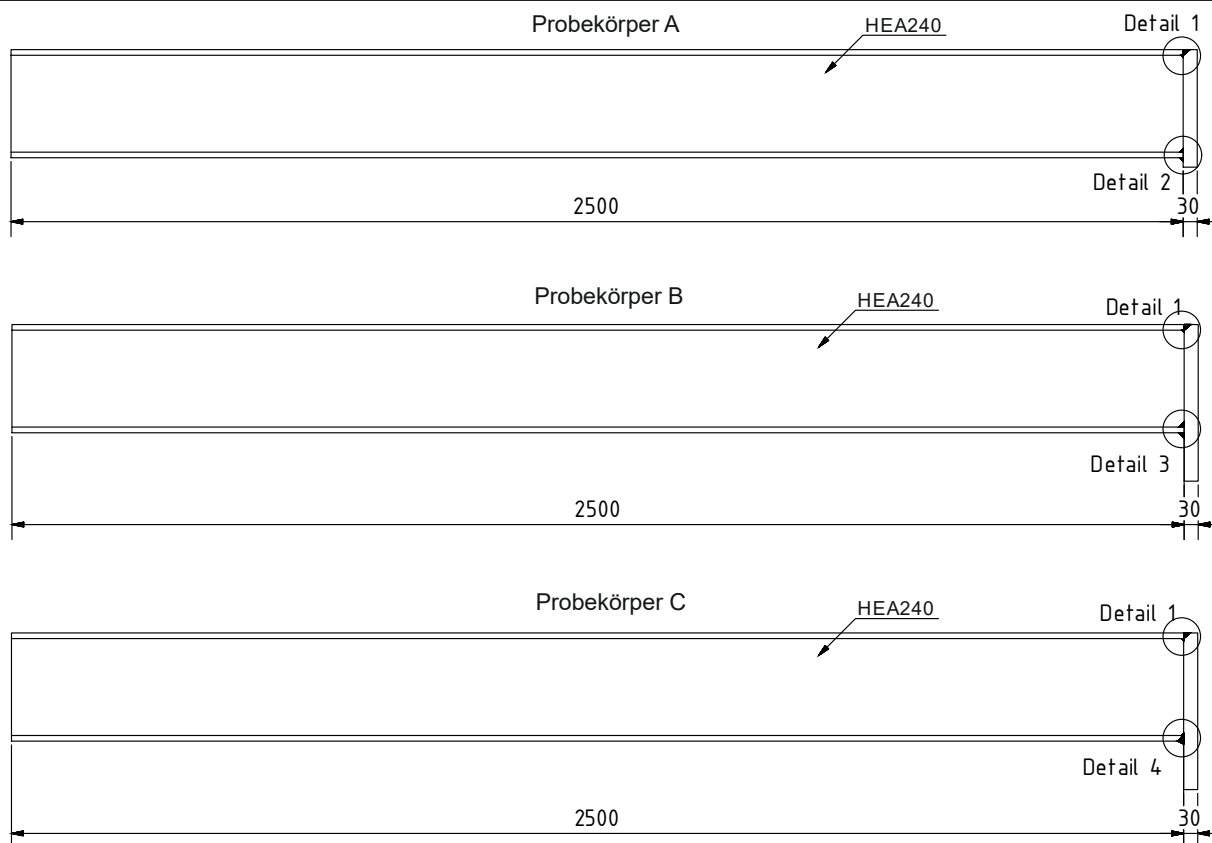 Probekörper A
HEA240
Detail 1
Detail 2
2500
30
Probekörper B
HEA240
Detail 1
Detail 3
2500
30
Probekörper C
HEA240
Detail 1
Detail 4
2500
30